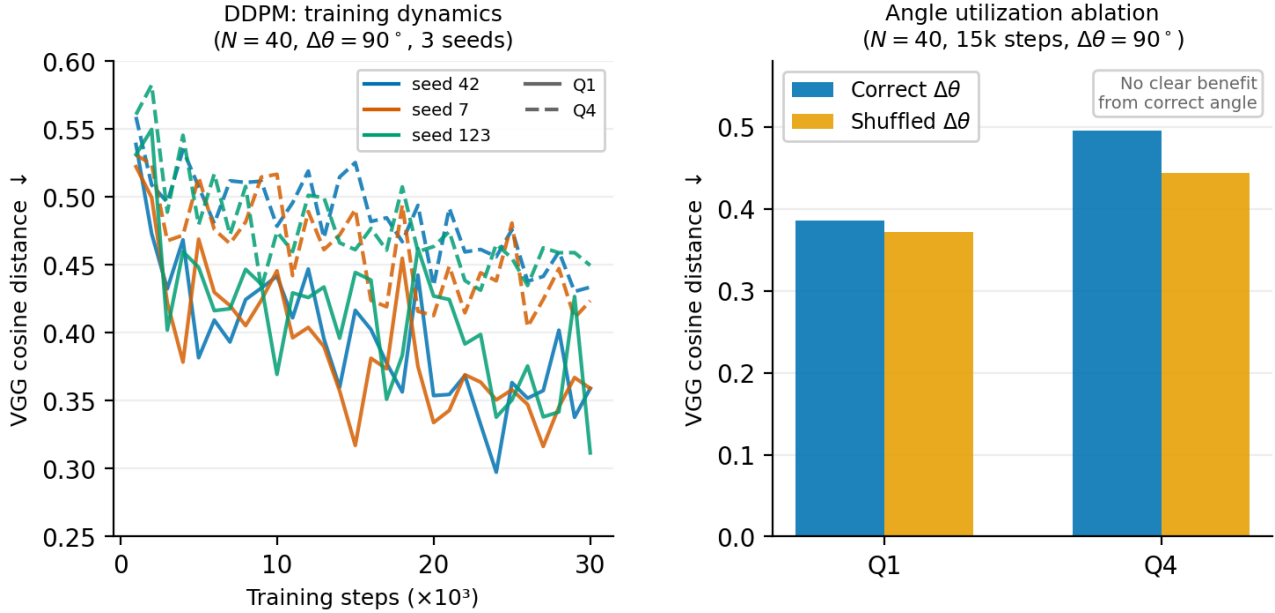 DDPM: training dynamics
(N = 40, Δθ = 90°, 3 seeds)
VGG cosine distance ↓
0.60
0.55
0.50
0.45
0.40
0.35
0.30
0.25
seed 42
seed 7
seed 123
Q1
Q4
0
10
20
30
Training steps (×10³)
Angle utilization ablation
(N = 40, 15k steps, Δθ = 90°)
VGG cosine distance ↓
0.5
0.4
0.3
0.2
0.1
0.0
Correct Δθ
Shuffled Δθ
No clear benefit
from correct angle
Q1
Q4